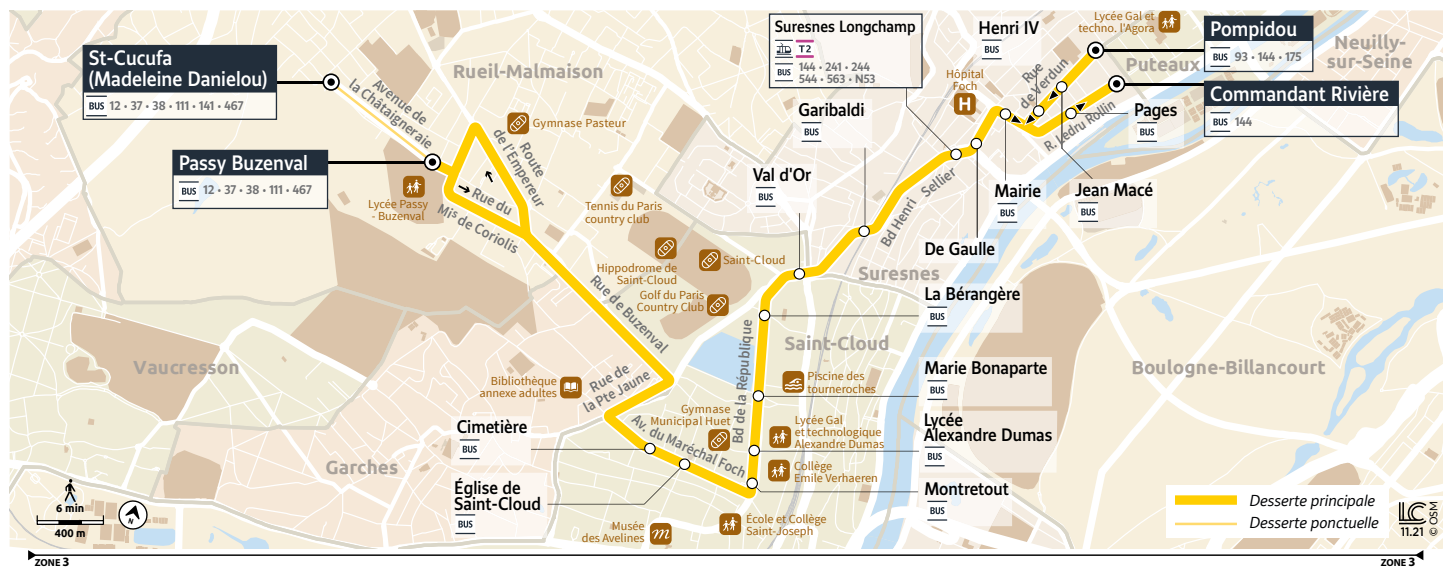 St-Cucufa
(Madeleine Danielou)
BUS 12 • 37 • 38 • 111 • 141 • 467
Passy Buzenval
BUS 12 • 37 • 38 • 111 • 467
Avenue de
la Châtaigneraie
Rueil-Malmaison
Gymnase Pasteur
Route
de l'Empereur
Lycée Passy
- Buzenval
Rue du
Mis de Coriolis
Tennis du Paris
country club
Hippodrome de
Saint-Cloud
Saint-Cloud
Golf du Paris
Country Club
Rue de Buzenval
Vaucresson
Bibliothèque
annexe adultes
Rue de
la Pte Jaune
Gymnase
Municipal Huet
Av. du Maréchal Foch
Cimetière
BUS
Garches
Église de
Saint-Cloud
BUS
Musée
des Avelines
m
École et Collège
Saint-Joseph
Suresnes Longchamp
T2
BUS 144 • 241 • 244
544 • 563 • N53
Henri IV
BUS
Lycée Gal et
techno. l'Agora
Pompidou
BUS 93 • 144 • 175
Neuilly-
sur-Seine
Puteaux
Commandant Rivière
BUS 144
Hôpital
Foch
H
Rue
de Verdun
R. Ledru Rollin
Pages
BUS
Garibaldi
BUS
Val d'Or
BUS
Bd Henri Sellier
Mairie
BUS
Jean Macé
BUS
De Gaulle
BUS
Suresnes
La Bérangère
BUS
Bd de la République
Saint-Cloud
Boulogne-Billancourt
Piscine des
tourneroches
Marie Bonaparte
BUS
Lycée Gal
et technologique
Alexandre Dumas
Lycée
Alexandre Dumas
BUS
Collège
Emile Verhaeren
Montretout
BUS
6 min
400 m
N
Desserte principale
Desserte ponctuelle
LC
11.21
© OSM
ZONE 3
ZONE 3